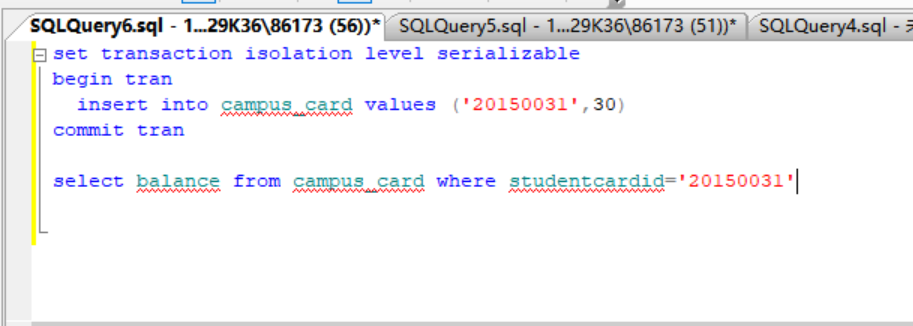 SQLQuery6.sql - 1...29K36\86173 (56))* SQLQuery5.sql - 1...29K36\86173 (51))* SQLQuery4.sql -
set transaction isolation level serializable
begin tran
insert into campus_card values ('20150031',30)
commit tran
select balance from campus_card where studentcardid='20150031'